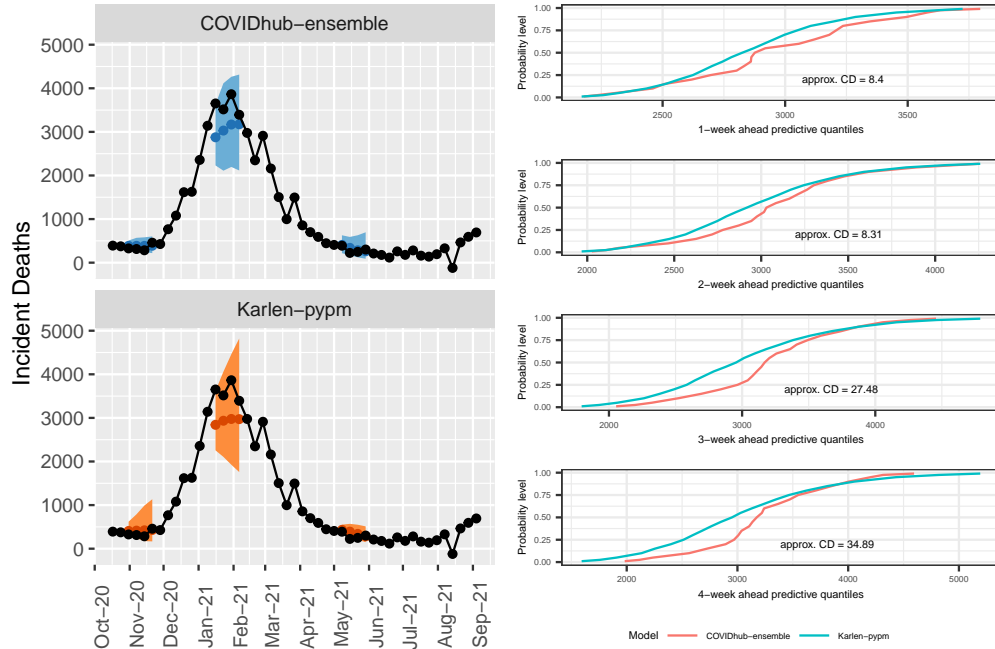 COVIDhub−ensemble
5000
4000
3000
2000
1000
0
Karlen−pypm
5000
4000
3000
2000
1000
0
Incident Deaths
Oct−20
Nov−20
Dec−20
Jan−21
Feb−21
Mar−21
Apr−21
May−21
Jun−21
Jul−21
Aug−21
Sep−21
1.00
0.75
0.50
0.25
0.00
Probability level
approx. CD = 8.4
2500 3000 3500
1−week ahead predictive quantiles
1.00
0.75
0.50
0.25
0.00
Probability level
approx. CD = 8.31
2000 2500 3000 3500 4000
2−week ahead predictive quantiles
1.00
0.75
0.50
0.25
0.00
Probability level
approx. CD = 27.48
2000 3000 4000
3−week ahead predictive quantiles
1.00
0.75
0.50
0.25
0.00
Probability level
approx. CD = 34.89
2000 3000 4000 5000
4−week ahead predictive quantiles
Model COVIDhub−ensemble Karlen−pypm